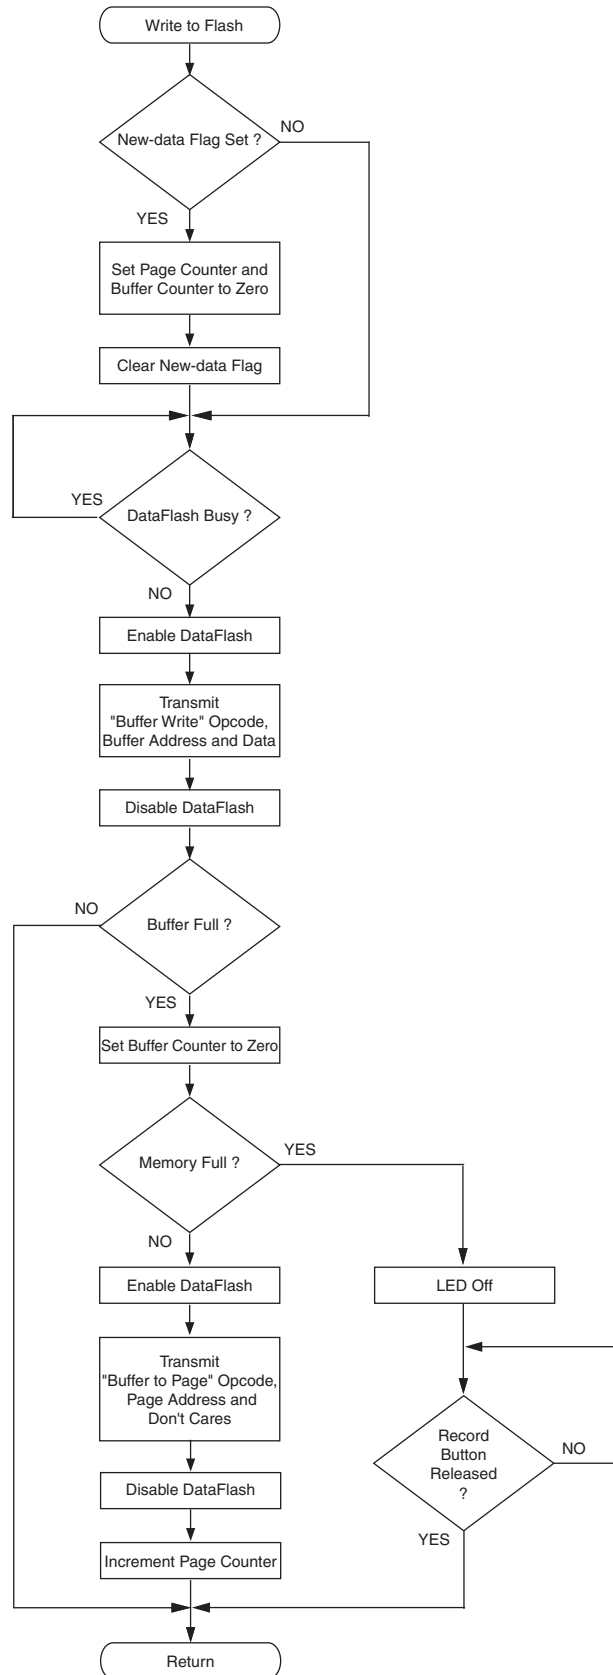 Write to Flash
New-data Flag Set ?
NO
YES
Set Page Counter and
Buffer Counter to Zero
Clear New-data Flag
YES
DataFlash Busy ?
NO
Enable DataFlash
Transmit
"Buffer Write" Opcode,
Buffer Address and Data
Disable DataFlash
NO
Buffer Full ?
YES
Set Buffer Counter to Zero
Memory Full ?
YES
NO
Enable DataFlash
LED Off
Transmit
"Buffer to Page" Opcode,
Page Address and
Don't Cares
Record
Button
Released
?
NO
Disable DataFlash
YES
Increment Page Counter
Return